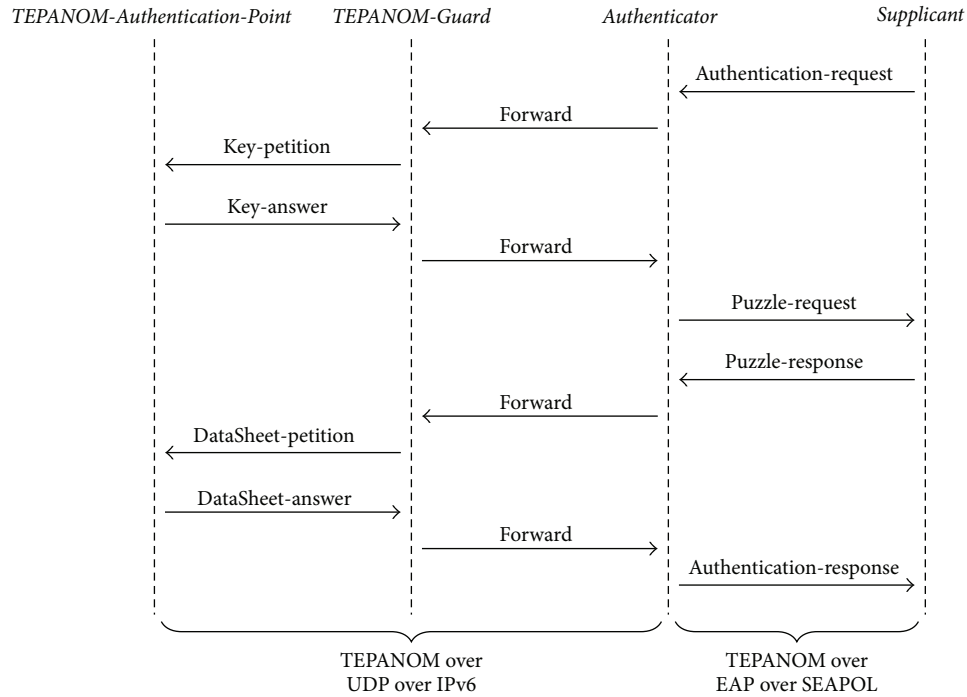 TEPANOM-Authentication-Point
TEPANOM-Guard
Authenticator
Supplicant
Authentication-request
Forward
Key-petition
Key-answer
Forward
Puzzle-request
Puzzle-response
Forward
DataSheet-petition
DataSheet-answer
Forward
Authentication-response
TEPANOM over
UDP over IPv6
TEPANOM over
EAP over SEAPOL